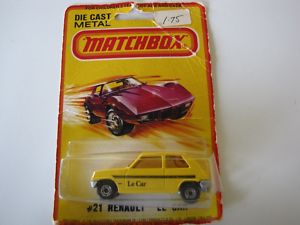 DIE CAST
METAL
1.75
MATCHBOX
Le Car
#21 RENAULT LE CAR